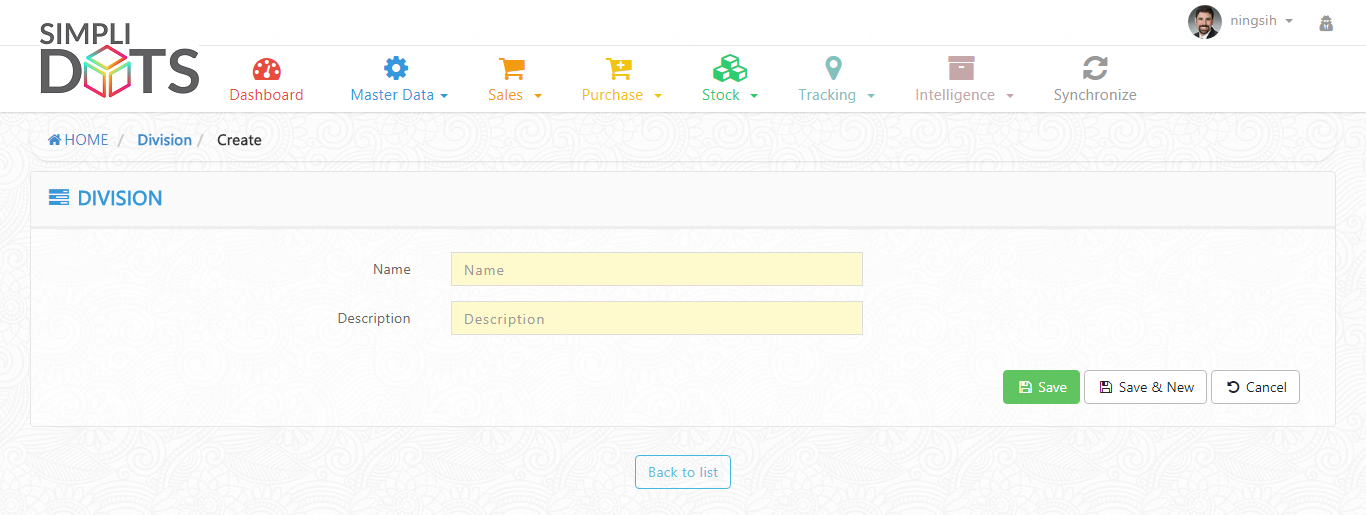 ningsih
SIMPLI
DOTS
Dashboard Master Data Sales Purchase Stock Tracking Intelligence Synchronize
HOME / Division / Create
DIVISION
Name Name
Description Description
Save Save & New Cancel
Back to list